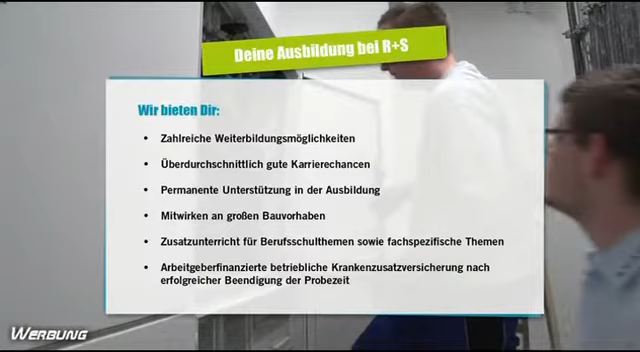 Deine Ausbildung bei R+S
Wir bieten Dir:
• Zahlreiche Weiterbildungsmöglichkeiten
• Überdurchschnittlich gute Karrierechancen
• Permanente Unterstützung in der Ausbildung
• Mitwirken an großen Bauvorhaben
• Zusatzunterricht für Berufsschulthemen sowie fachspezifische Themen
• Arbeitgeberfinanzierte betriebliche Krankenzusatzversicherung nach
erfolgreicher Beendigung der Probezeit
WERBUNG